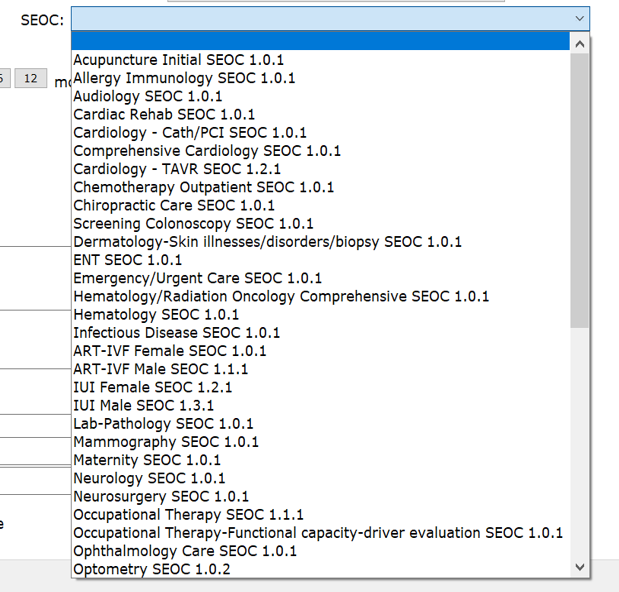 SEOC:
12
Acupuncture Initial SEOC 1.0.1
Allergy Immunology SEOC 1.0.1
Audiology SEOC 1.0.1
Cardiac Rehab SEOC 1.0.1
Cardiology - Cath/PCI SEOC 1.0.1
Comprehensive Cardiology SEOC 1.0.1
Cardiology - TAVR SEOC 1.2.1
Chemotherapy Outpatient SEOC 1.0.1
Chiropractic Care SEOC 1.0.1
Screening Colonoscopy SEOC 1.0.1
Dermatology-Skin illnesses/disorders/biopsy SEOC 1.0.1
ENT SEOC 1.0.1
Emergency/Urgent Care SEOC 1.0.1
Hematology/Radiation Oncology Comprehensive SEOC 1.0.1
Hematology SEOC 1.0.1
Infectious Disease SEOC 1.0.1
ART-IVF Female SEOC 1.0.1
ART-IVF Male SEOC 1.1.1
IUI Female SEOC 1.2.1
IUI Male SEOC 1.3.1
Lab-Pathology SEOC 1.0.1
Mammography SEOC 1.0.1
Maternity SEOC 1.0.1
Neurology SEOC 1.0.1
Neurosurgery SEOC 1.0.1
Occupational Therapy SEOC 1.1.1
Occupational Therapy-Functional capacity-driver evaluation SEOC 1.0.1
Ophthalmology Care SEOC 1.0.1
Optometry SEOC 1.0.2